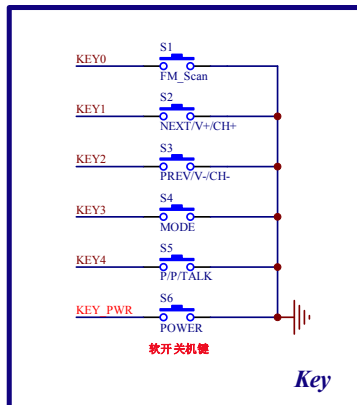 S1
KEY0
FM_Scan
S2
KEY1
NEXT/V+/CH+
S3
KEY2
PREV/V-/CH-
S4
KEY3
MODE
S5
KEY4
P/P/TALK
S6
KEY_PWR
POWER
软开关机键
Key